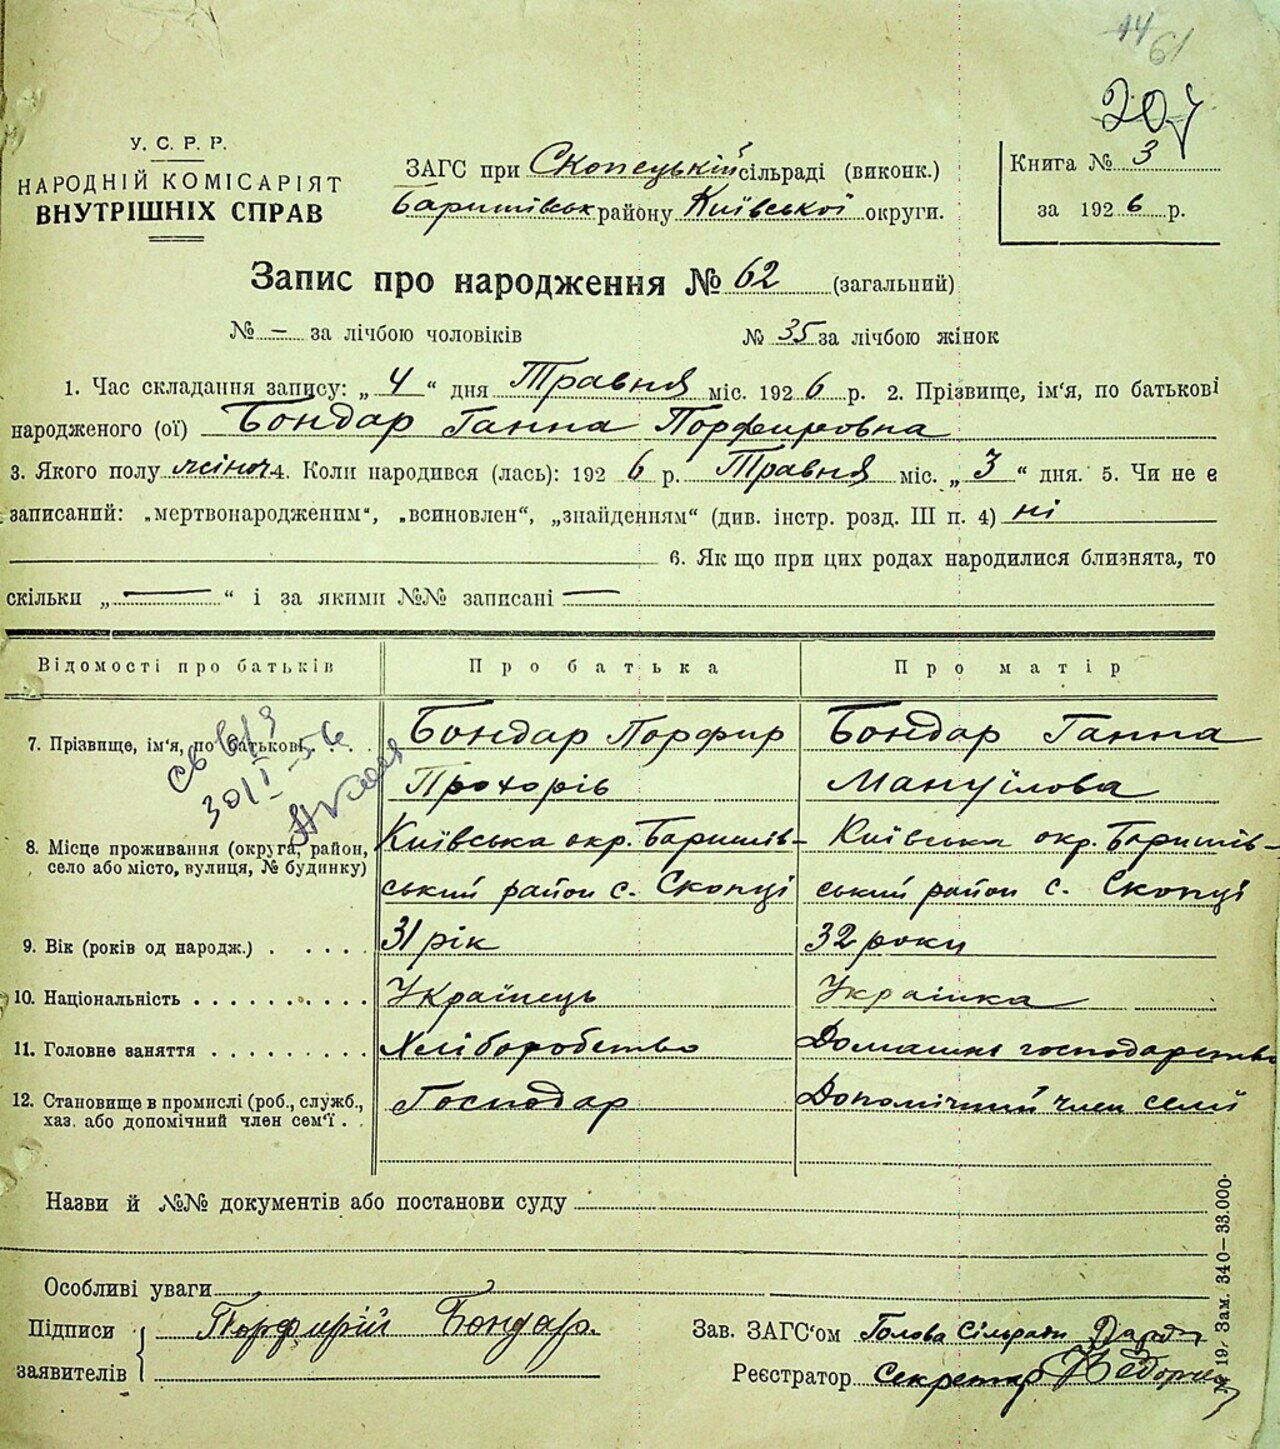 14
61
207
У. С. Р. Р.
НАРОДНІЙ КОМІСАРІЯТ
ВНУТРІШНІХ СПРАВ
ЗАГС при Скопецькій сільраді (виконк.)
Баришівськ району Київської округи.
Книга № 3
за 1926 р.
Запис про народження № 62 (загальний)
№ — за лічбою чоловіків № 35 за лічбою жінок
1. Час складання запису: „ 4 “ дня Травня міс. 1926 р. 2. Прізвище, ім‘я, по батькові
народженого (ої) Бондар Ганна Порфировна
3. Якого полу жіноч 4. Коли народився (лась): 1926 р. Травня міс. „ 3 “ дня. 5. Чи не є
записаний: „мертвонародженим“, „всиновлен“, „знайденням“ (див. інстр. розд. III п. 4) ні
6. Як що при цих родах народилися близнята, то
скільки „ — “ і за якими №№ записані —
Відомості про батьків Про батька Про матір
7. Прізвище, ім‘я, по батькові . . . . Бондар Порфир Бондар Ганна
Прохорів Мануілова
30/I-56
8. Місце проживання (округа, район, Київська окр. Баришів- Київська окр. Баришів-
село або місто, вулиця, № будинку) ський район с. Скопці ський район с. Скопці
9. Вік (років од народж.) . . . . . 31 рік 32 роки
10. Національність . . . . . . . . . . Українець Українка
11. Головне заняття . . . . . . . . . Хліборобство Домашнє господарство
12. Становище в промислі (роб., служб., Господар Допомічний член семії
хаз. або допомічний член сем‘ї . .
Назви й №№ документів або постанови суду
Особливі уваги
Підписи Порфирій Бондар.
заявителів
Зав. ЗАГС‘ом Голова Сільради
Реєстратор Секретар
№ 19. Зам. 340—33.000.